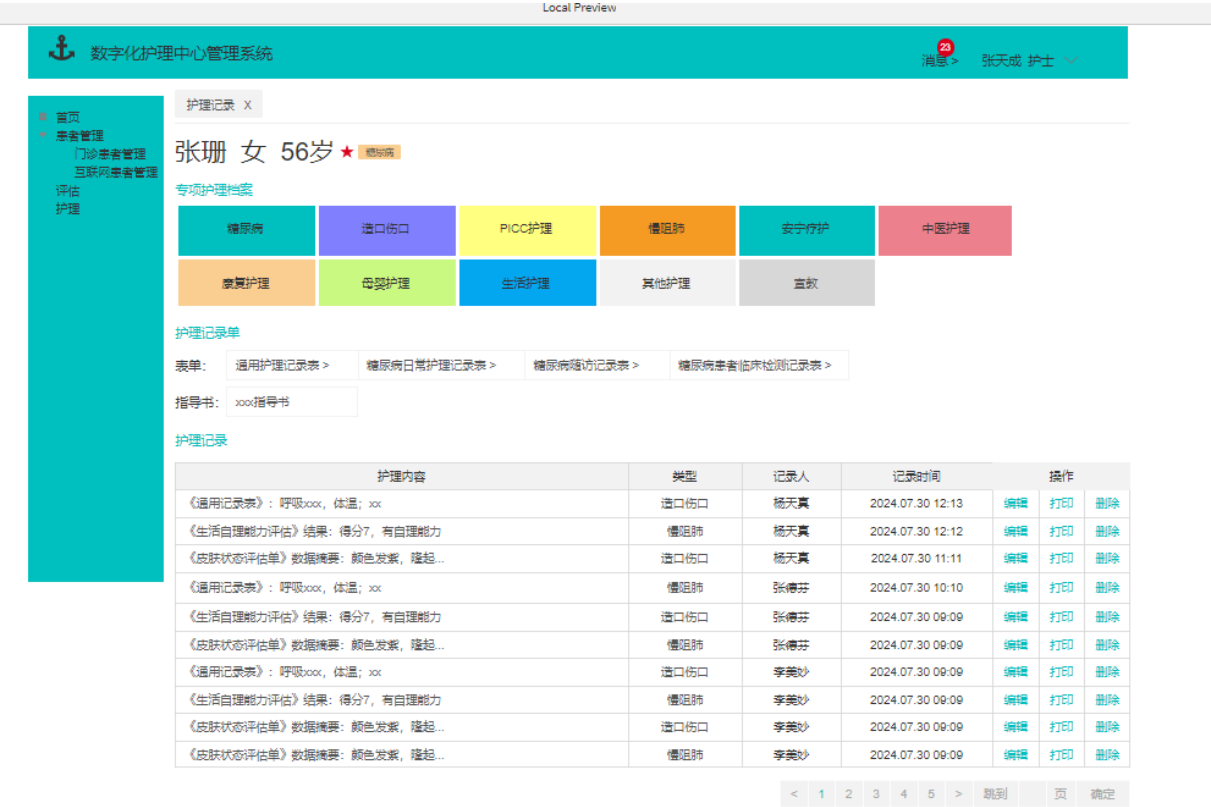 Local Preview
数字化护理中心管理系统
23
消息 >
张天成 护士
首页
患者管理
门诊患者管理
互联网患者管理
评估
护理
护理记录 X
张珊 女 56岁 ★ 糖尿病
专项护理档案
糖尿病 造口伤口 PICC护理 慢阻肺 安宁疗护 中医护理
康复护理 母婴护理 生活护理 其他护理 宣教
护理记录单
表单: 通用护理记录表 > 糖尿病日常护理记录表 > 糖尿病随访记录表 > 糖尿病患者临床检测记录表 >
指导书: xxx指导书
护理记录
护理内容 类型 记录人 记录时间 操作
《通用记录表》: 呼吸xxx, 体温; xx 造口伤口 杨天真 2024.07.30 12:13 编辑 打印 删除
《生活自理能力评估》结果: 得分7, 有自理能力 慢阻肺 杨天真 2024.07.30 12:12 编辑 打印 删除
《皮肤状态评估单》数据摘要: 颜色发紫, 隆起... 造口伤口 杨天真 2024.07.30 11:11 编辑 打印 删除
《通用记录表》: 呼吸xxx, 体温; xx 慢阻肺 张德芬 2024.07.30 10:10 编辑 打印 删除
《生活自理能力评估》结果: 得分7, 有自理能力 造口伤口 张德芬 2024.07.30 09:09 编辑 打印 删除
《皮肤状态评估单》数据摘要: 颜色发紫, 隆起... 慢阻肺 张德芬 2024.07.30 09:09 编辑 打印 删除
《通用记录表》: 呼吸xxx, 体温; xx 造口伤口 李美妙 2024.07.30 09:09 编辑 打印 删除
《生活自理能力评估》结果: 得分7, 有自理能力 慢阻肺 李美妙 2024.07.30 09:09 编辑 打印 删除
《皮肤状态评估单》数据摘要: 颜色发紫, 隆起... 造口伤口 李美妙 2024.07.30 09:09 编辑 打印 删除
《皮肤状态评估单》数据摘要: 颜色发紫, 隆起... 慢阻肺 李美妙 2024.07.30 09:09 编辑 打印 删除
< 1 2 3 4 5 > 跳到 页 确定